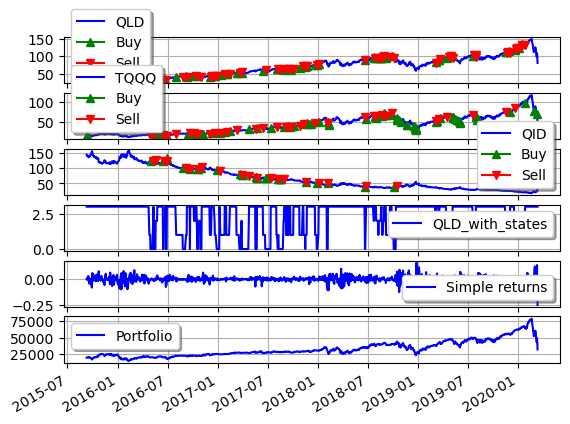 QLD
Buy
Sell
150
100
50
TQQQ
Buy
Sell
100
50
QID
Buy
Sell
150
100
50
QLD_with_states
2.5
0.0
Simple returns
0.00
−0.25
Portfolio
75000
50000
25000
2015-07
2016-01
2016-07
2017-01
2017-07
2018-01
2018-07
2019-01
2019-07
2020-01